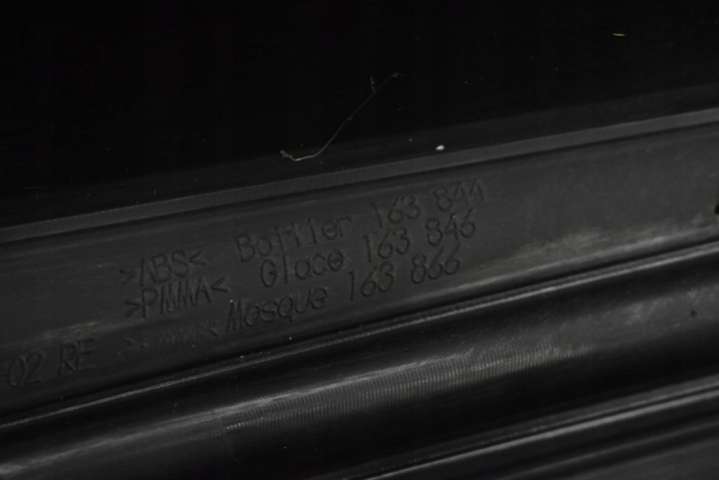 >ABS< Boitier 163 844
>PMMA< Glace 163 846
Masque 163 866
02 RE